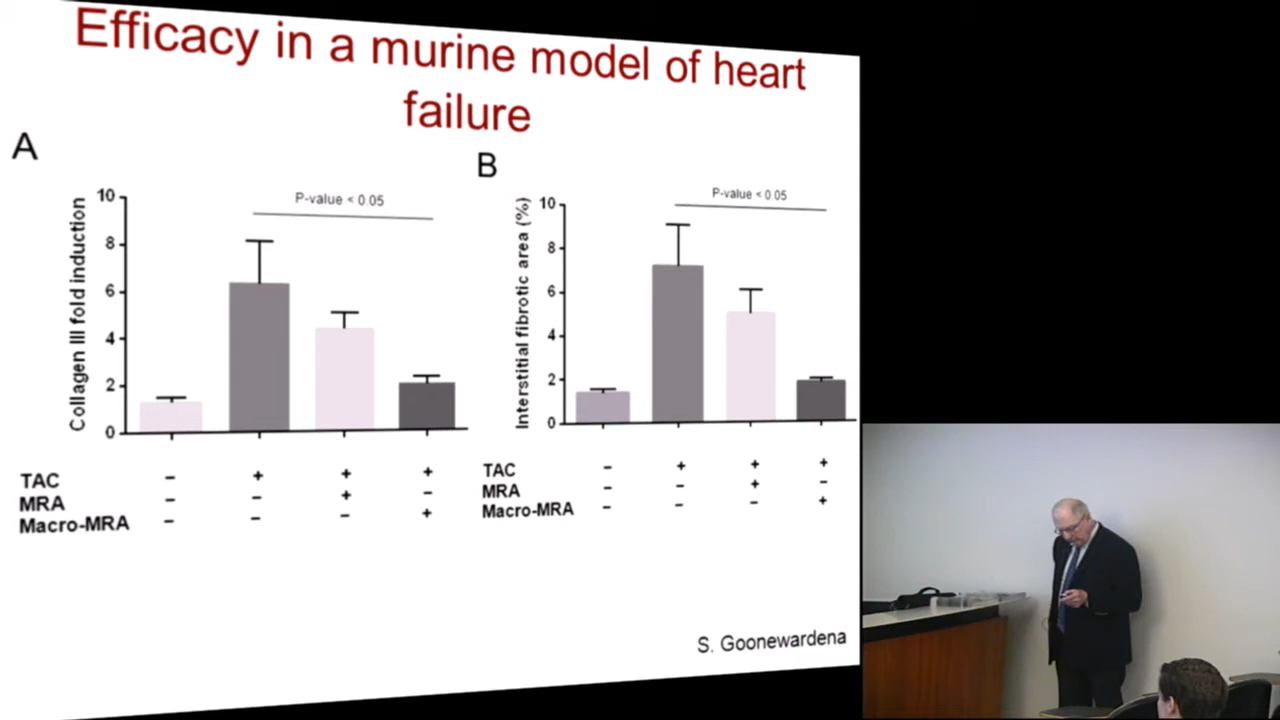 Efficacy in a murine model of heart
failure
A
P-value < 0.05
Collagen III fold induction
10
8
6
4
2
0
TAC – + + +
MRA – – + –
Macro-MRA – – – +
B
P-value < 0.05
Interstitial fibrotic area (%)
10
8
6
4
2
0
TAC – + + +
MRA – – + –
Macro-MRA – – – +
S. Goonewardena